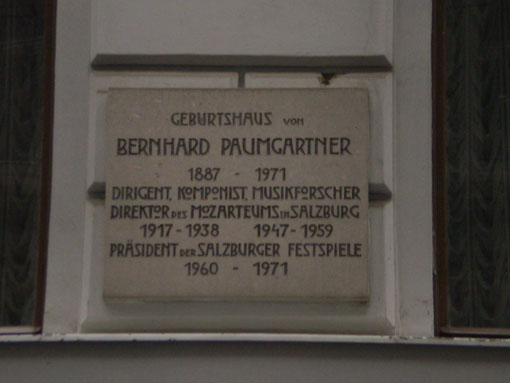 GEBURTSHAUS VON
BERNHARD PAUMGARTNER
1887 - 1971
DIRIGENT, KOMPONIST, MUSIKFORSCHER
DIREKTOR DES MOZARTEUMS IN SALZBURG
1917-1938 1947-1959
PRÄSIDENT DER SALZBURGER FESTSPIELE
1960 - 1971